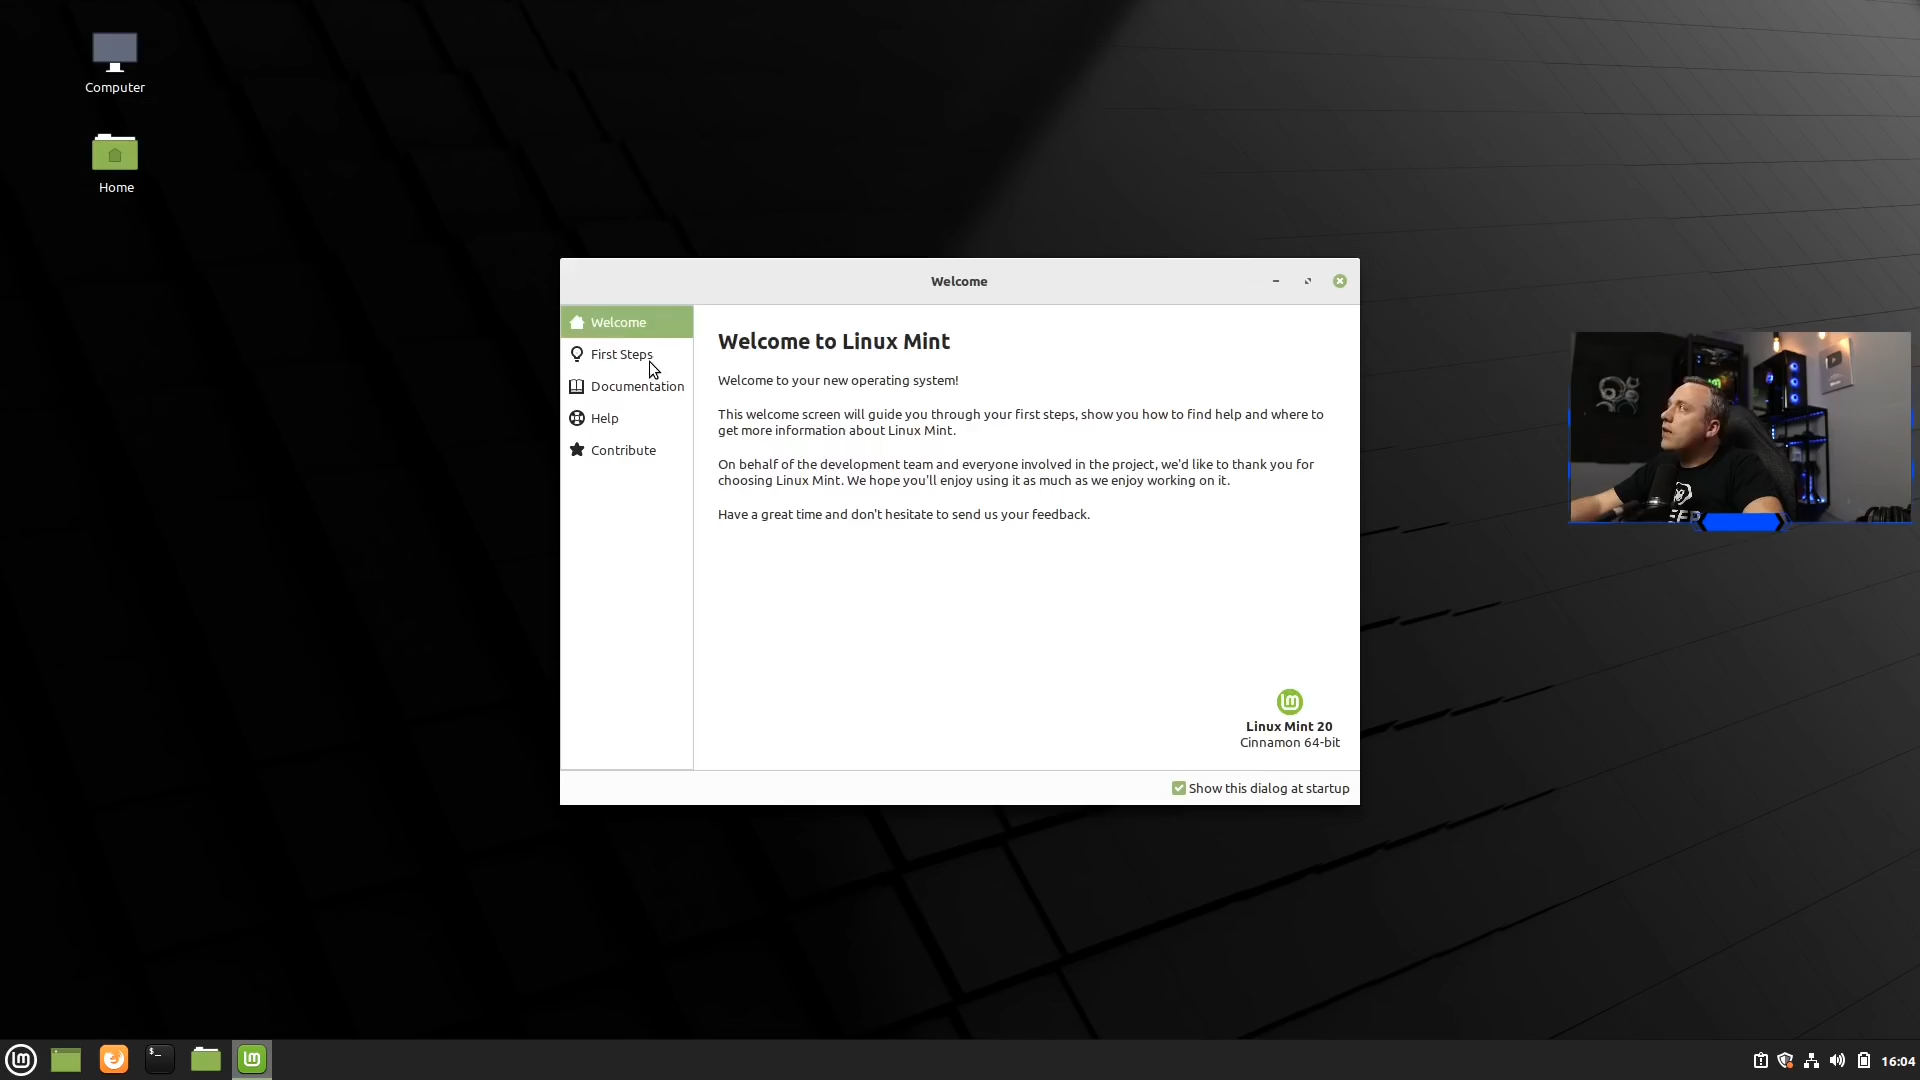 Computer
Home
Welcome
Welcome
First Steps
Documentation
Help
Contribute
Welcome to Linux Mint
Welcome to your new operating system!
This welcome screen will guide you through your first steps, show you how to find help and where to
get more information about Linux Mint.
On behalf of the development team and everyone involved in the project, we'd like to thank you for
choosing Linux Mint. We hope you'll enjoy using it as much as we enjoy working on it.
Have a great time and don't hesitate to send us your feedback.
Linux Mint 20
Cinnamon 64-bit
Show this dialog at startup
$_
16:04